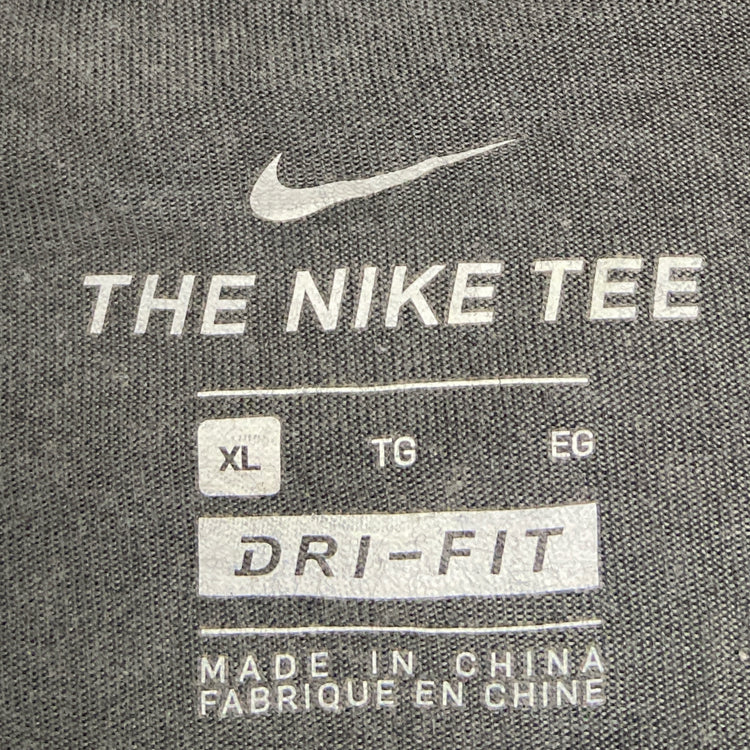 THE NIKE TEE
XL TG EG
DRI-FIT
MADE IN CHINA
FABRIQUE EN CHINE